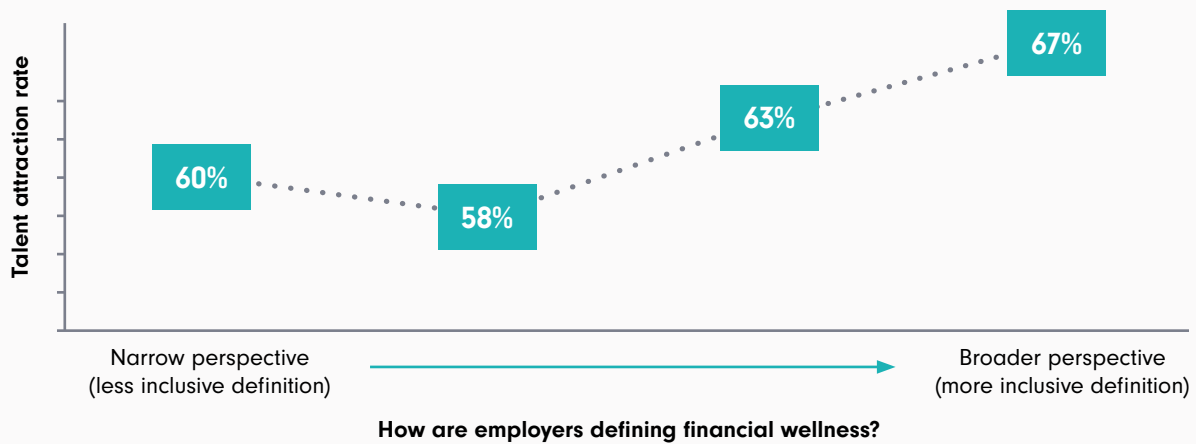 Talent attraction rate
60%
58%
63%
67%
Narrow perspective
(less inclusive definition)
Broader perspective
(more inclusive definition)
How are employers defining financial wellness?